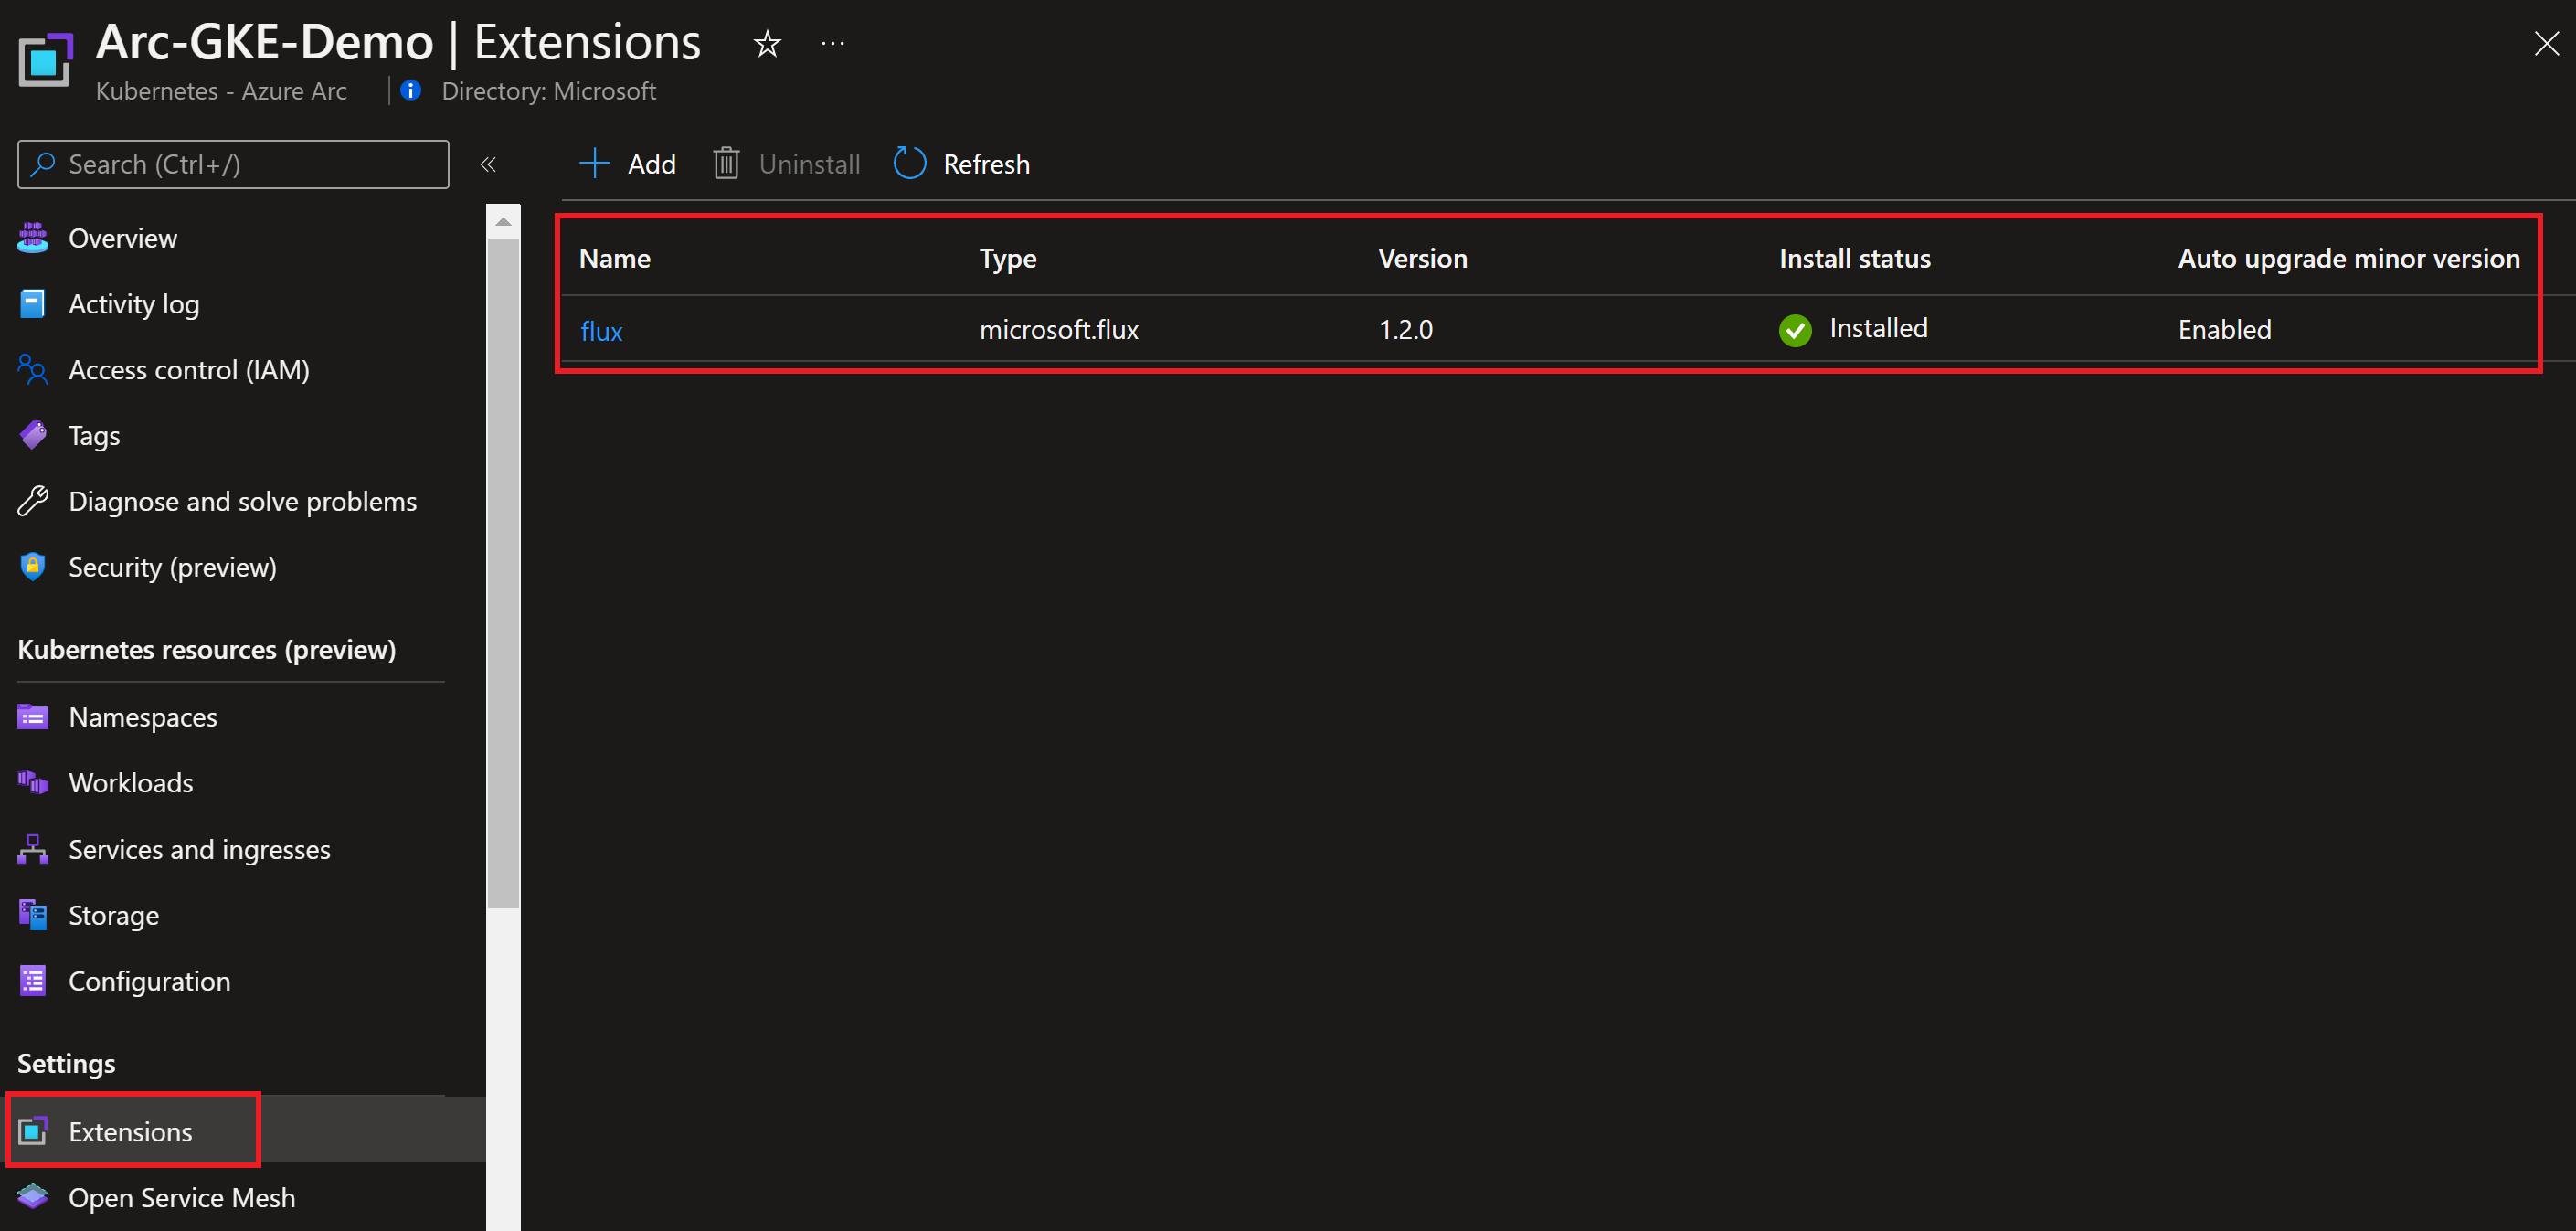 Arc-GKE-Demo | Extensions
Kubernetes - Azure Arc
Directory: Microsoft
Search (Ctrl+/)
Overview
Activity log
Access control (IAM)
Tags
Diagnose and solve problems
Security (preview)
Kubernetes resources (preview)
Namespaces
Workloads
Services and ingresses
Storage
Configuration
Settings
Extensions
Open Service Mesh
Add Uninstall Refresh
Name Type Version Install status Auto upgrade minor version
flux microsoft.flux 1.2.0 Installed Enabled